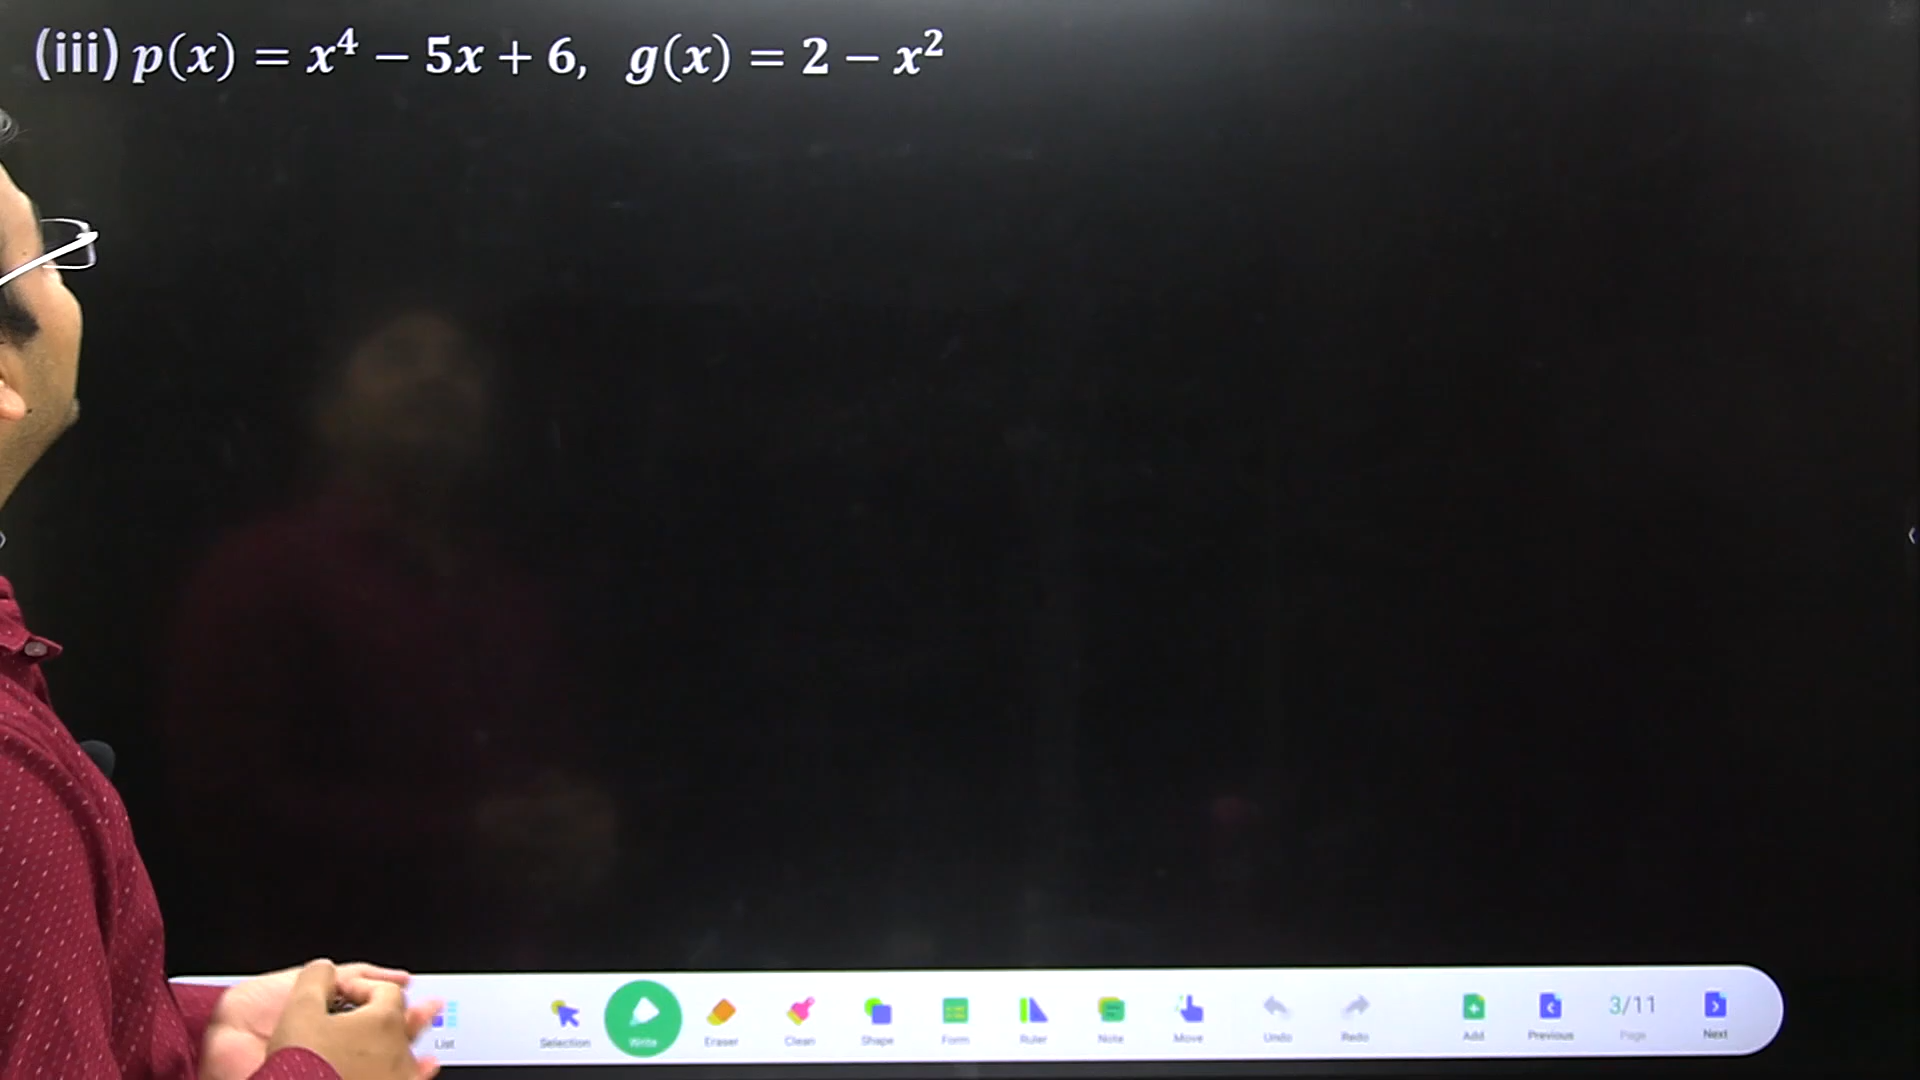 (iii) p(x) = x⁴ − 5x + 6, g(x) = 2 − x²
List Selection Write Eraser Clean Shape Form Ruler Note Move Undo Redo Add Previous 3/11 Page Next